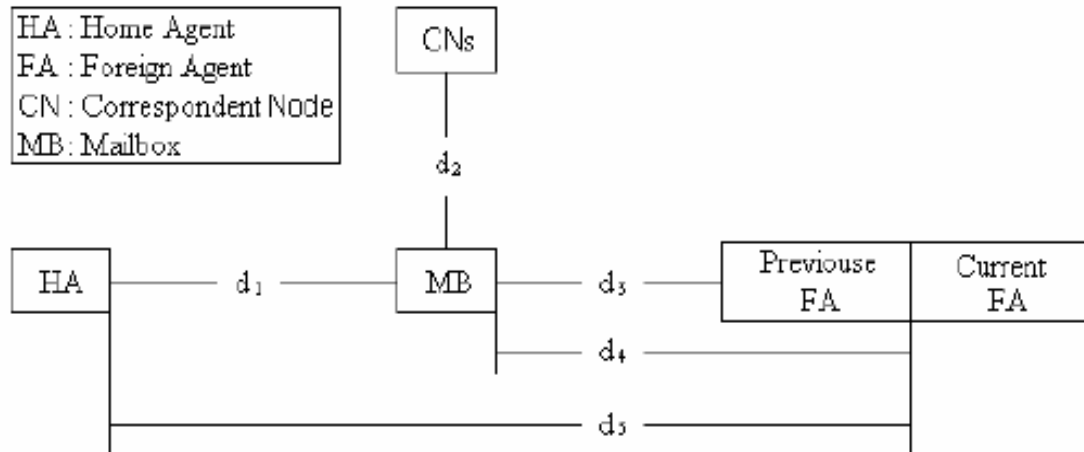 HA : Home Agent
FA : Foreign Agent
CN : Correspondent Node
MB : Mailbox
CNs
d₂
HA
d₁
MB
d₃
Previouse
FA
Current
FA
d₄
d₅